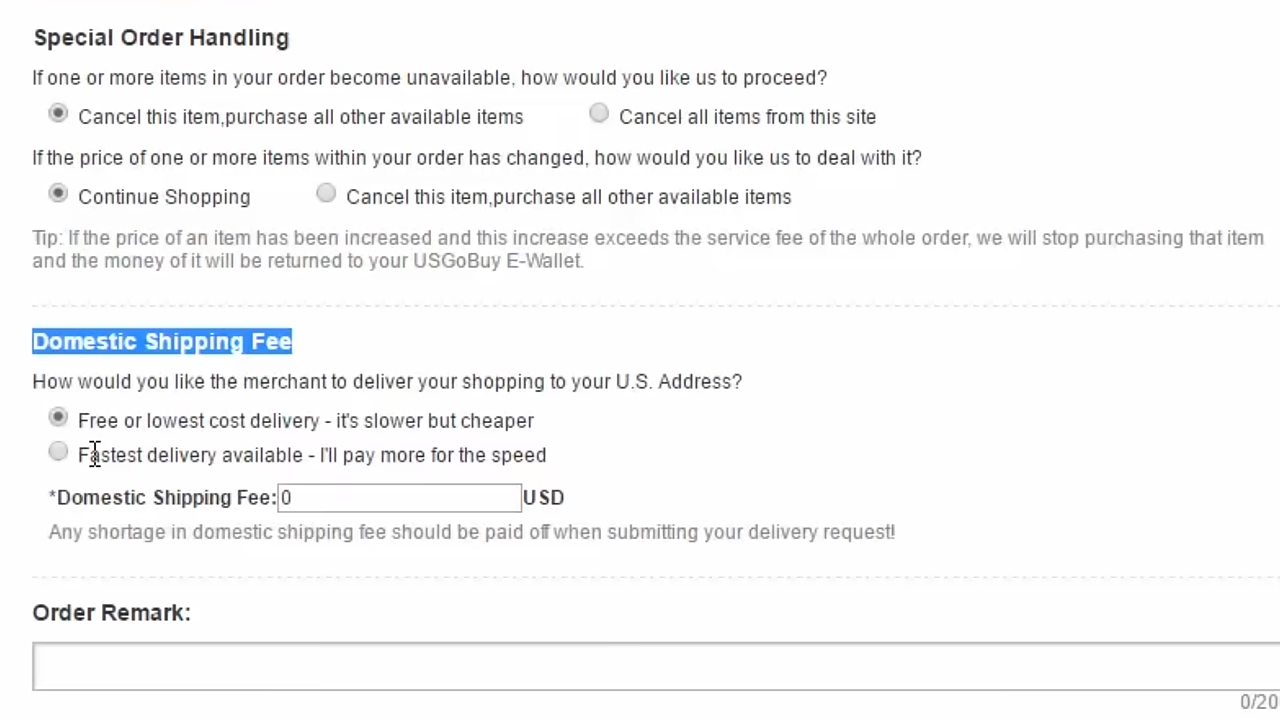 Special Order Handling
If one or more items in your order become unavailable, how would you like us to proceed?
Cancel this item,purchase all other available items Cancel all items from this site
If the price of one or more items within your order has changed, how would you like us to deal with it?
Continue Shopping Cancel this item,purchase all other available items
Tip: If the price of an item has been increased and this increase exceeds the service fee of the whole order, we will stop purchasing that item
and the money of it will be returned to your USGoBuy E-Wallet.
Domestic Shipping Fee
How would you like the merchant to deliver your shopping to your U.S. Address?
Free or lowest cost delivery - it's slower but cheaper
Fastest delivery available - I'll pay more for the speed
*Domestic Shipping Fee: 0 USD
Any shortage in domestic shipping fee should be paid off when submitting your delivery request!
Order Remark:
0/20